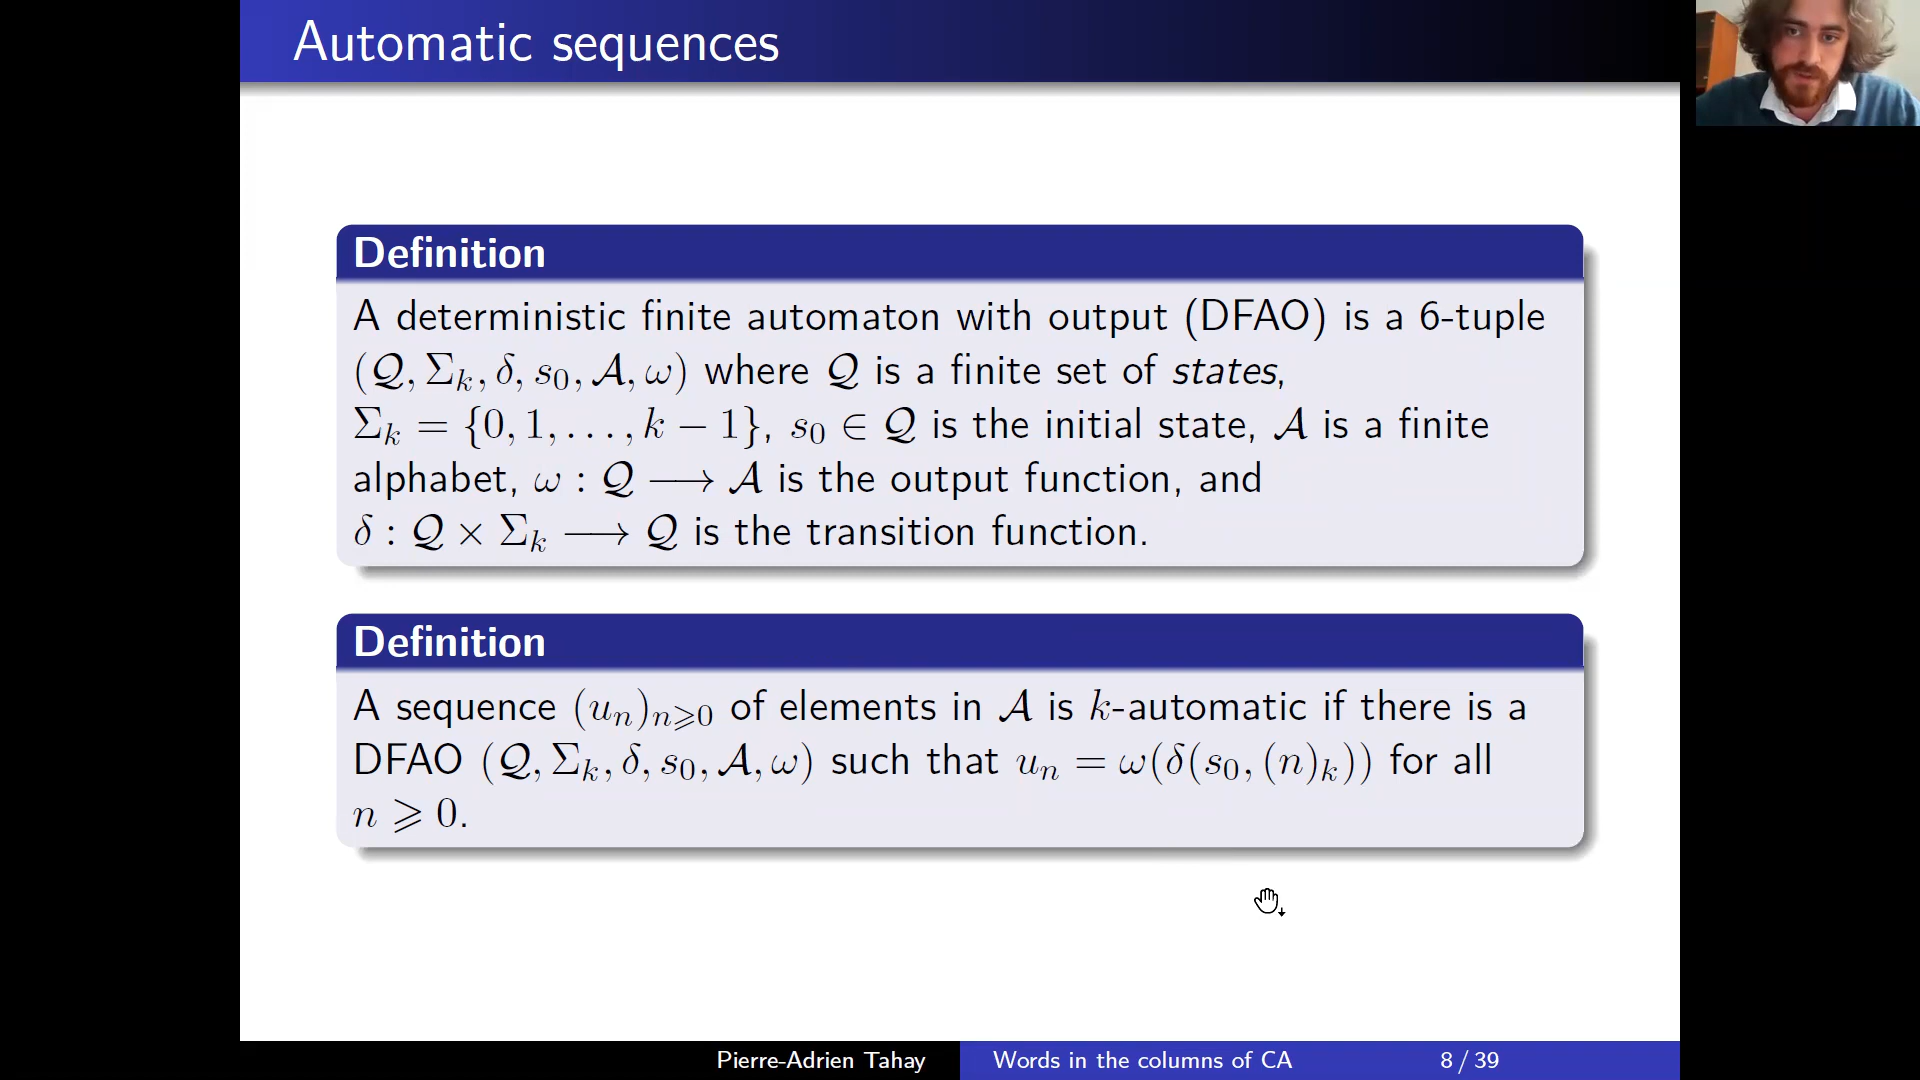 Automatic sequences
Definition
A deterministic finite automaton with output (DFAO) is a 6-tuple
(𝒬, Σ_k, δ, s_0, 𝒜, ω) where 𝒬 is a finite set of states,
Σ_k = {0, 1, . . . , k − 1}, s_0 ∈ 𝒬 is the initial state, 𝒜 is a finite
alphabet, ω : 𝒬 ⟶ 𝒜 is the output function, and
δ : 𝒬 × Σ_k ⟶ 𝒬 is the transition function.
Definition
A sequence (u_n)_{n⩾0} of elements in 𝒜 is k-automatic if there is a
DFAO (𝒬, Σ_k, δ, s_0, 𝒜, ω) such that u_n = ω(δ(s_0, (n)_k)) for all
n ⩾ 0.
Pierre-Adrien Tahay Words in the columns of CA 8 / 39